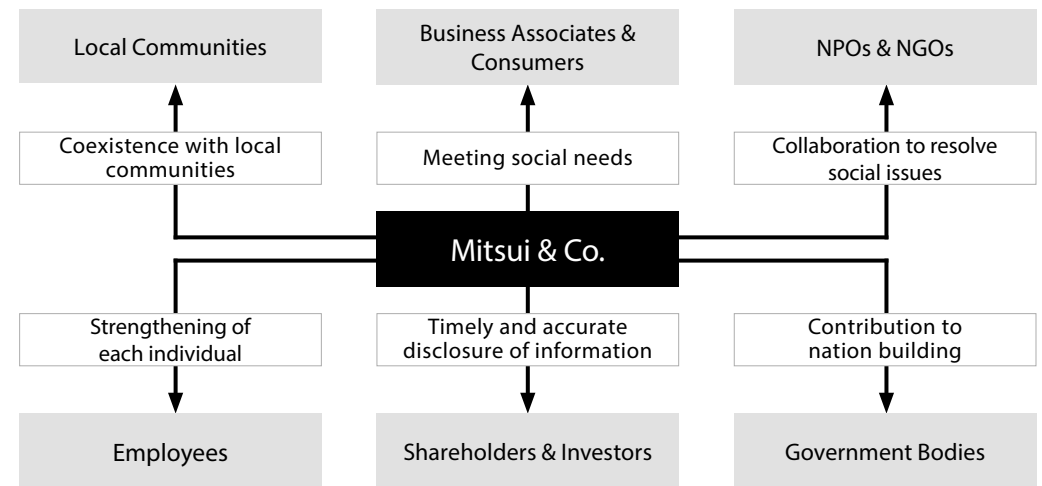 Local Communities
Business Associates &
Consumers
NPOs & NGOs
Coexistence with local
communities
Meeting social needs
Collaboration to resolve
social issues
Mitsui & Co.
Strengthening of
each individual
Timely and accurate
disclosure of information
Contribution to
nation building
Employees
Shareholders & Investors
Government Bodies